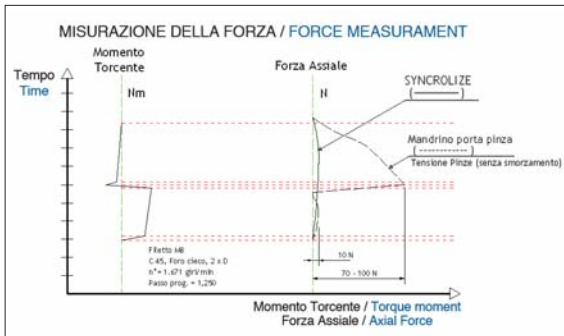 MISURAZIONE DELLA FORZA / FORCE MEASURAMENT
Momento
Torcente
Forza Assiale
Tempo
Time
Nm
N
SYNCROLIZE
Mandrino porta pinza
Tensione Pinze (senza smorzamento)
Filetto M8
C45, Foro cieco, 2 x D
n°= 1.671 giri/min
Passo prog. = 1,250
10 N
70 - 100 N
Momento Torcente / Torque moment
Forza Assiale / Axial Force